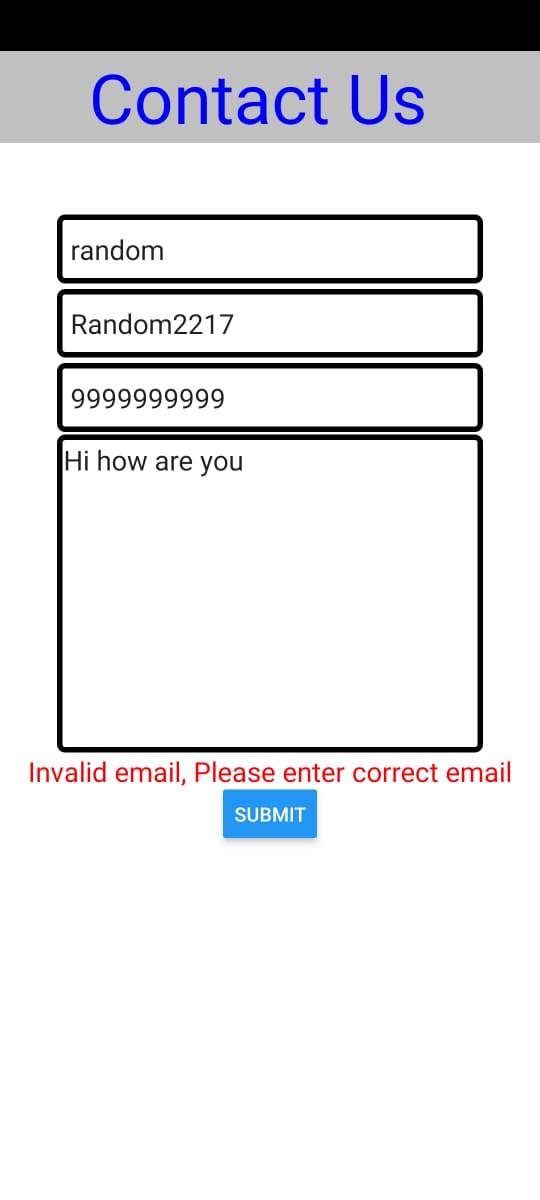 Contact Us
random
Random2217
9999999999
Hi how are you
Invalid email, Please enter correct email
SUBMIT